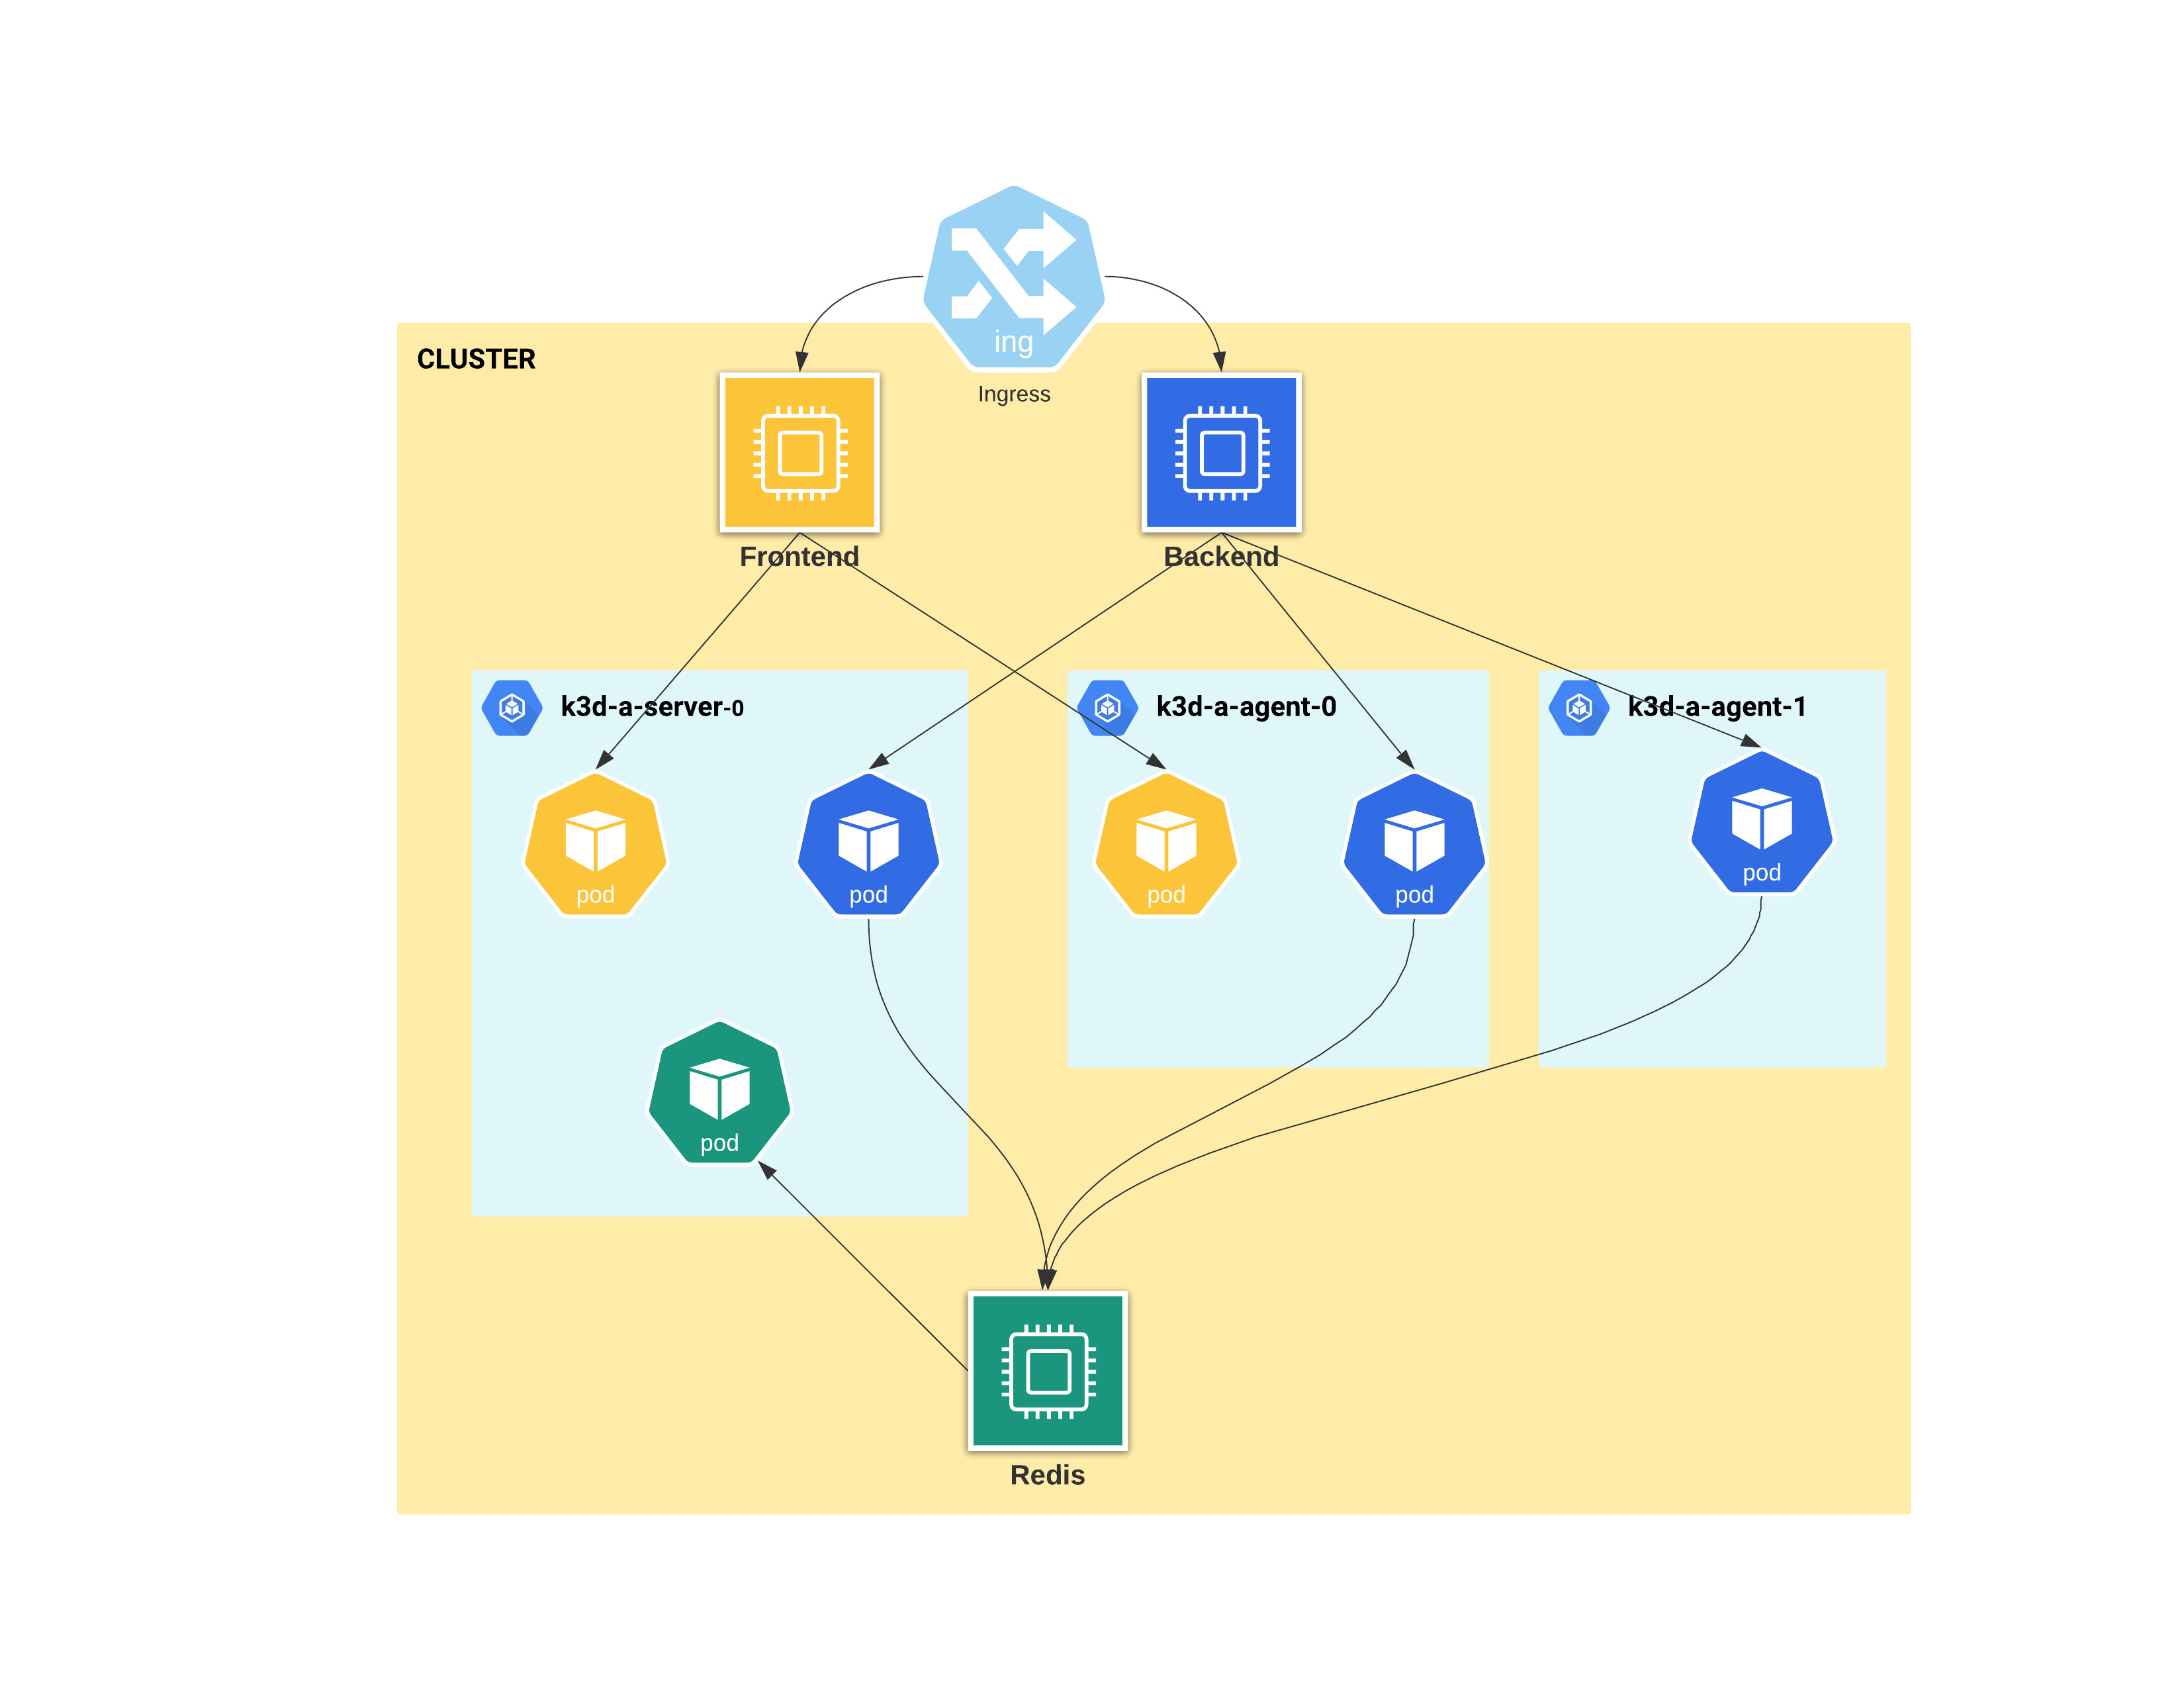 ing
Ingress
CLUSTER
Frontend
Backend
k3d-a-server-0
k3d-a-agent-0
k3d-a-agent-1
pod
pod
pod
pod
pod
pod
Redis